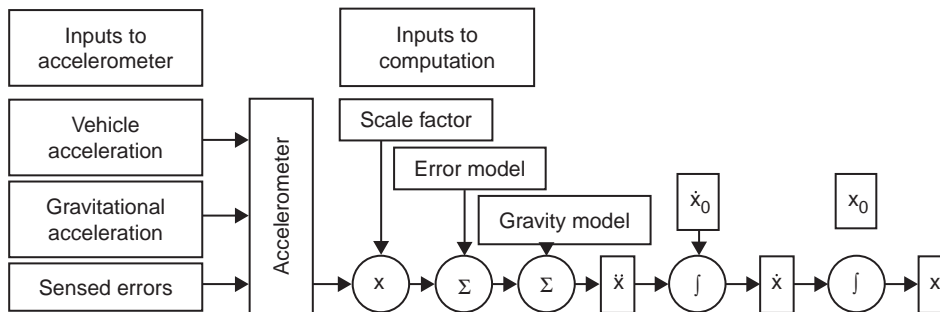 Inputs to
accelerometer
Inputs to
computation
Vehicle
acceleration
Gravitational
acceleration
Sensed errors
Accelerometer
Scale factor
Error model
Gravity model
ẋ₀
x₀
x
Σ
Σ
ẍ
∫
ẋ
∫
x